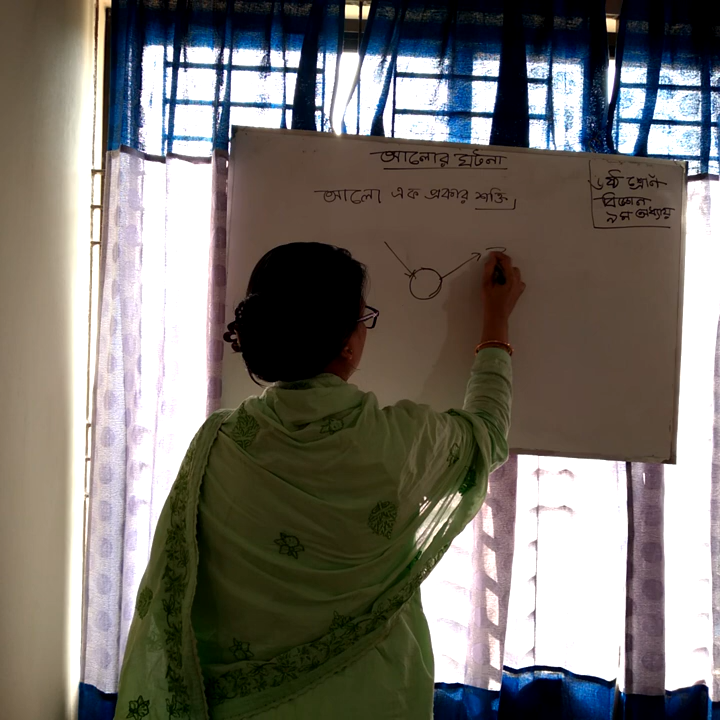 আলোর ঘটনা
আলো এক প্রকার শক্তি।
৬ষ্ঠ শ্রেণি
বিজ্ঞান
৯ম অধ্যায়